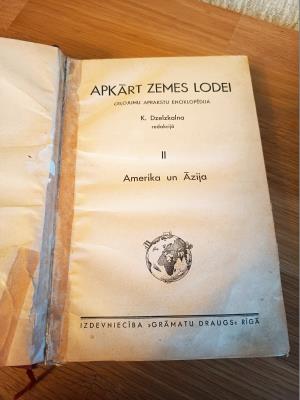 APKĀRT ZEMES LODEI
CEĻOJUMU APRAKSTU ENCIKLOPĒDIJA
K. Dzelzkalna
redakcijā
II
Amerika un Āzija
IZDEVNIECĪBA »GRĀMATU DRAUGS« RĪGĀ